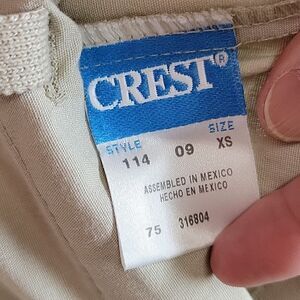 CREST®
STYLE SIZE
114 09 XS
ASSEMBLED IN MEXICO
HECHO EN MEXICO
75 316804